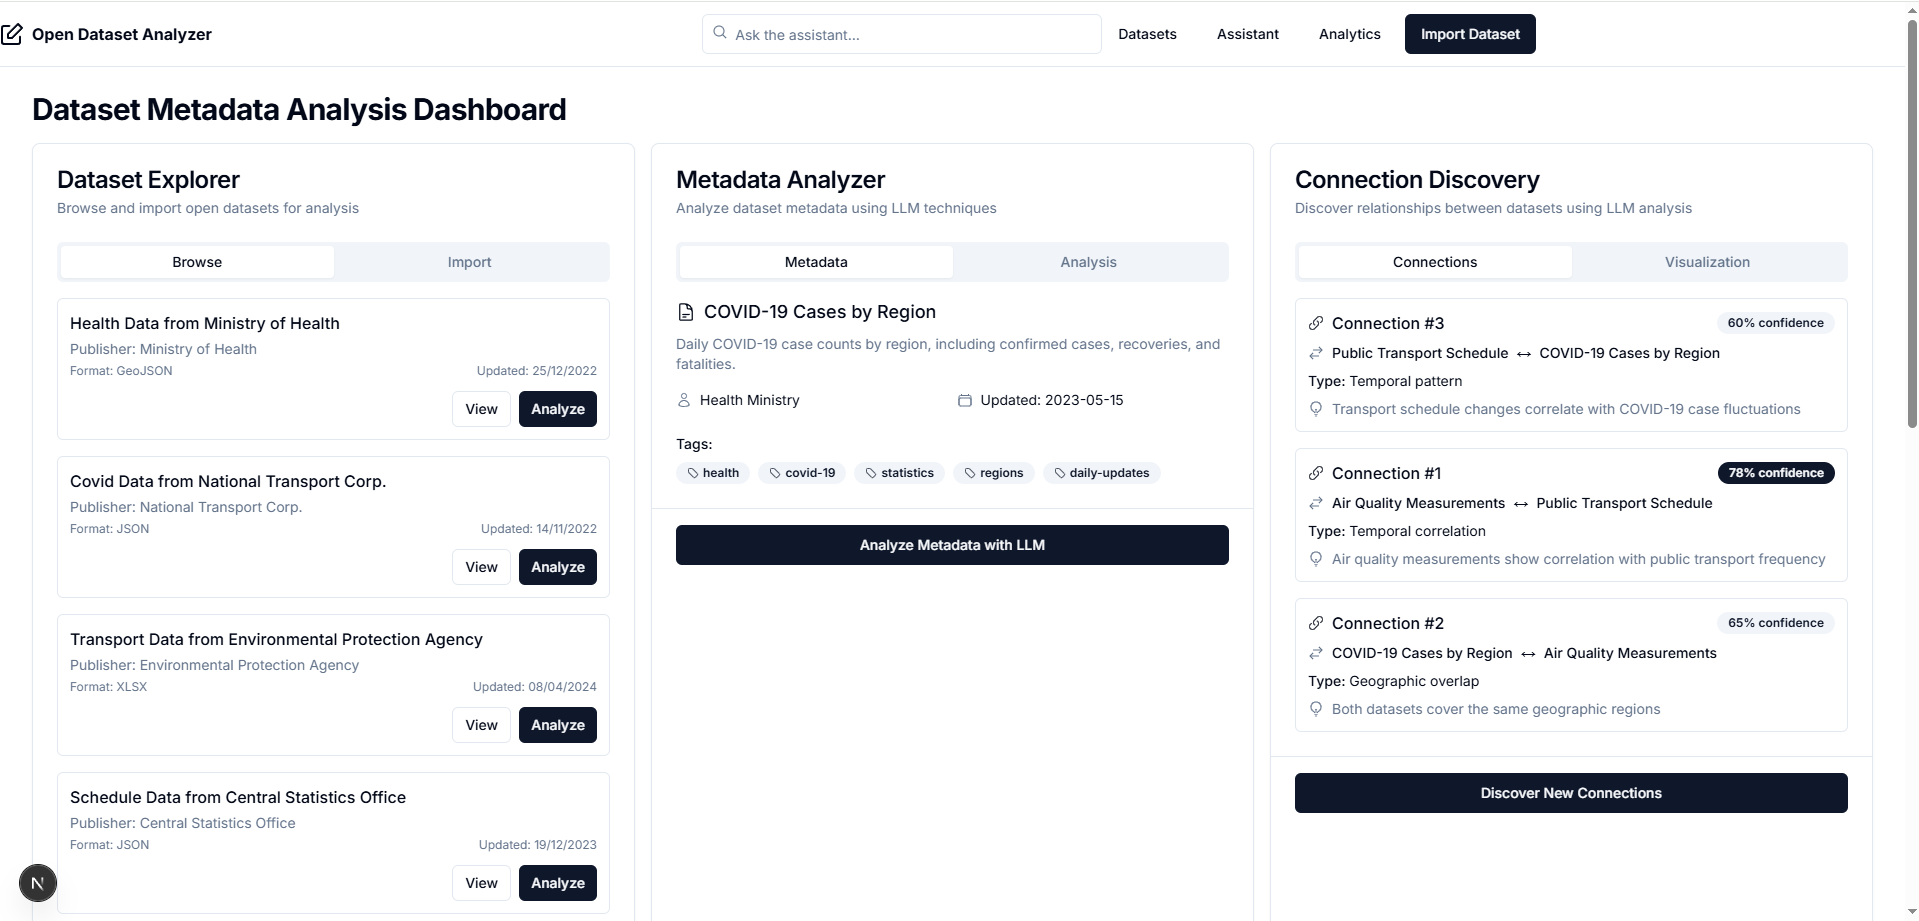 Open Dataset Analyzer
Ask the assistant...
Datasets
Assistant
Analytics
Import Dataset
Dataset Metadata Analysis Dashboard
Dataset Explorer
Browse and import open datasets for analysis
Browse
Import
Health Data from Ministry of Health
Publisher: Ministry of Health
Format: GeoJSON
Updated: 25/12/2022
View
Analyze
Covid Data from National Transport Corp.
Publisher: National Transport Corp.
Format: JSON
Updated: 14/11/2022
View
Analyze
Transport Data from Environmental Protection Agency
Publisher: Environmental Protection Agency
Format: XLSX
Updated: 08/04/2024
View
Analyze
Schedule Data from Central Statistics Office
Publisher: Central Statistics Office
Format: JSON
Updated: 19/12/2023
View
Analyze
N
Metadata Analyzer
Analyze dataset metadata using LLM techniques
Metadata
Analysis
COVID-19 Cases by Region
Daily COVID-19 case counts by region, including confirmed cases, recoveries, and
fatalities.
Health Ministry
Updated: 2023-05-15
Tags:
health
covid-19
statistics
regions
daily-updates
Analyze Metadata with LLM
Connection Discovery
Discover relationships between datasets using LLM analysis
Connections
Visualization
Connection #3
60% confidence
Public Transport Schedule ↔ COVID-19 Cases by Region
Type: Temporal pattern
Transport schedule changes correlate with COVID-19 case fluctuations
Connection #1
78% confidence
Air Quality Measurements ↔ Public Transport Schedule
Type: Temporal correlation
Air quality measurements show correlation with public transport frequency
Connection #2
65% confidence
COVID-19 Cases by Region ↔ Air Quality Measurements
Type: Geographic overlap
Both datasets cover the same geographic regions
Discover New Connections